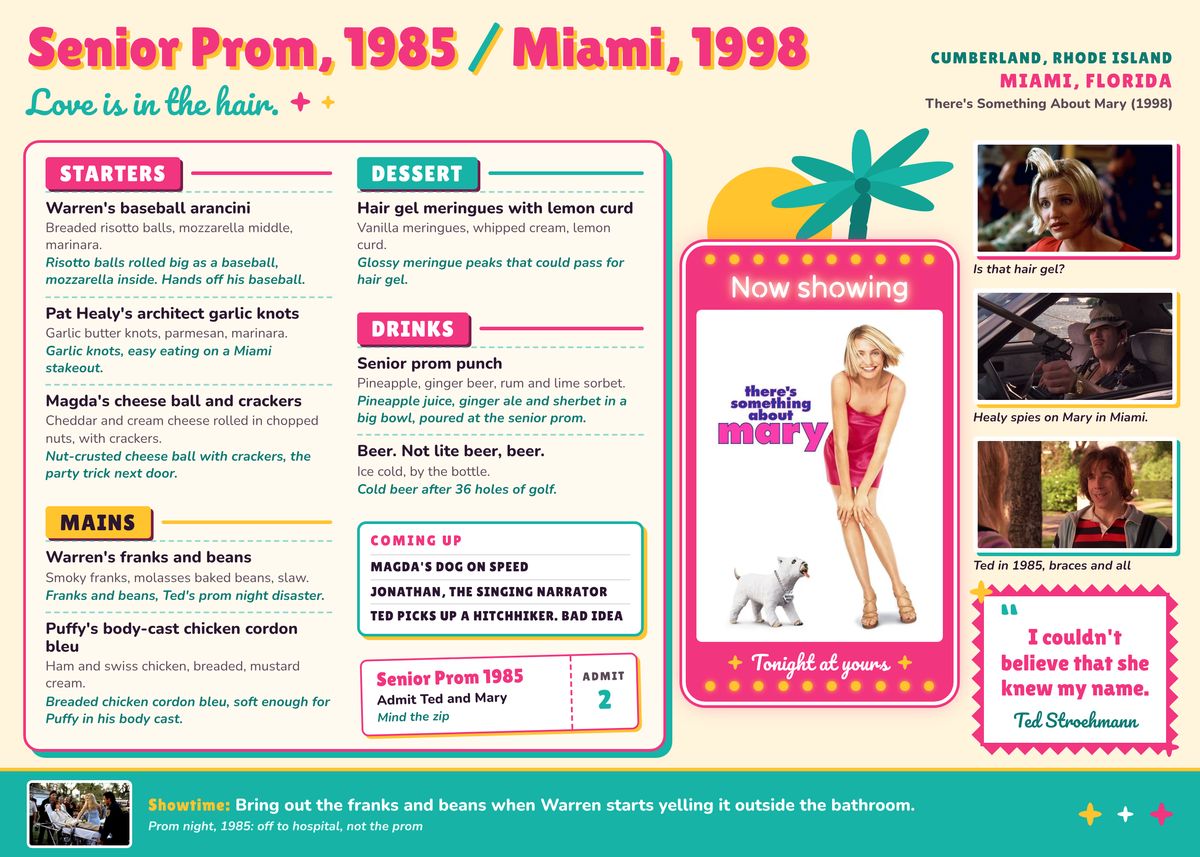 Senior Prom, 1985 / Miami, 1998
Love is in the hair.
CUMBERLAND, RHODE ISLAND
MIAMI, FLORIDA
There's Something About Mary (1998)
STARTERS
Warren's baseball arancini
Breaded risotto balls, mozzarella middle,
marinara.
Risotto balls rolled big as a baseball,
mozzarella inside. Hands off his baseball.
Pat Healy's architect garlic knots
Garlic butter knots, parmesan, marinara.
Garlic knots, easy eating on a Miami
stakeout.
Magda's cheese ball and crackers
Cheddar and cream cheese rolled in chopped
nuts, with crackers.
Nut-crusted cheese ball with crackers, the
party trick next door.
MAINS
Warren's franks and beans
Smoky franks, molasses baked beans, slaw.
Franks and beans, Ted's prom night disaster.
Puffy's body-cast chicken cordon
bleu
Ham and swiss chicken, breaded, mustard
cream.
Breaded chicken cordon bleu, soft enough for
Puffy in his body cast.
DESSERT
Hair gel meringues with lemon curd
Vanilla meringues, whipped cream, lemon
curd.
Glossy meringue peaks that could pass for
hair gel.
DRINKS
Senior prom punch
Pineapple, ginger beer, rum and lime sorbet.
Pineapple juice, ginger ale and sherbet in a
big bowl, poured at the senior prom.
Beer. Not lite beer, beer.
Ice cold, by the bottle.
Cold beer after 36 holes of golf.
COMING UP
MAGDA'S DOG ON SPEED
JONATHAN, THE SINGING NARRATOR
TED PICKS UP A HITCHHIKER. BAD IDEA
Senior Prom 1985
Admit Ted and Mary
Mind the zip
ADMIT
2
Now showing
there's
something
about
mary
Tonight at yours
Is that hair gel?
Healy spies on Mary in Miami.
Ted in 1985, braces and all
"
I couldn't
believe that she
knew my name.
Ted Stroehmann
Showtime: Bring out the franks and beans when Warren starts yelling it outside the bathroom.
Prom night, 1985: off to hospital, not the prom